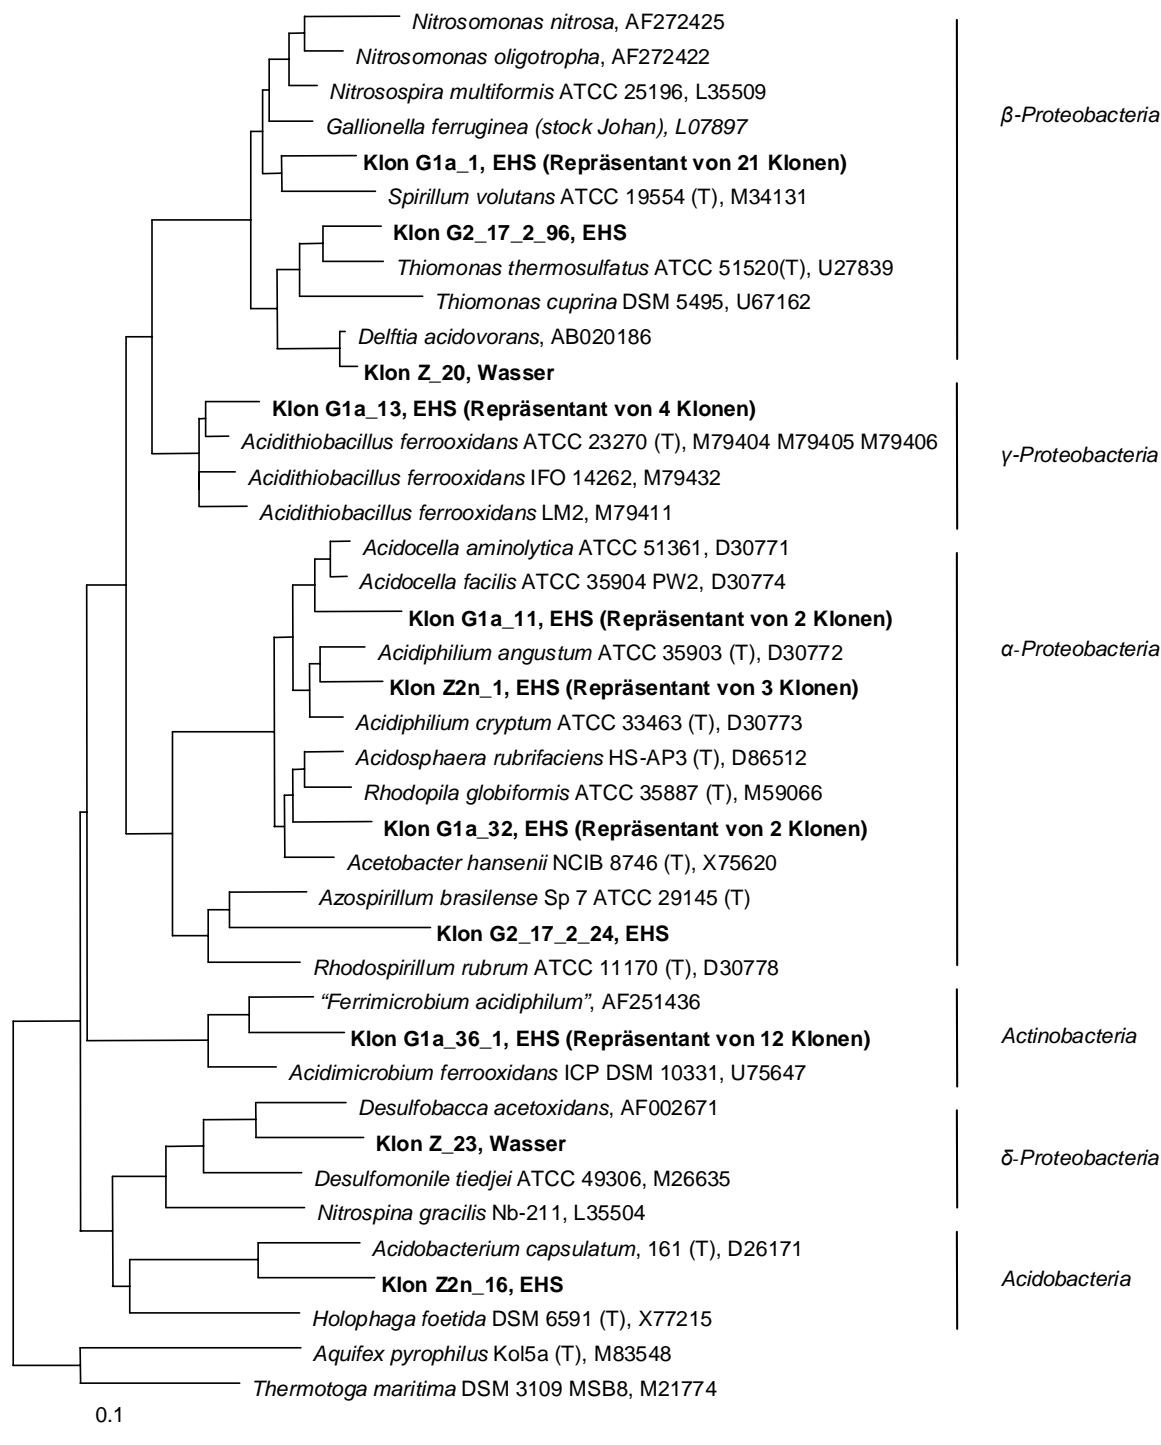 Nitrosomonas nitrosa, AF272425
Nitrosomonas oligotropha, AF272422
Nitrosospira multiformis ATCC 25196, L35509
Gallionella ferruginea (stock Johan), L07897
β-Proteobacteria
Klon G1a_1, EHS (Repräsentant von 21 Klonen)
Spirillum volutans ATCC 19554 (T), M34131
Klon G2_17_2_96, EHS
Thiomonas thermosulfatus ATCC 51520(T), U27839
Thiomonas cuprina DSM 5495, U67162
Delftia acidovorans, AB020186
Klon Z_20, Wasser
Klon G1a_13, EHS (Repräsentant von 4 Klonen)
Acidithiobacillus ferrooxidans ATCC 23270 (T), M79404 M79405 M79406
γ-Proteobacteria
Acidithiobacillus ferrooxidans IFO 14262, M79432
Acidithiobacillus ferrooxidans LM2, M79411
Acidocella aminolytica ATCC 51361, D30771
Acidocella facilis ATCC 35904 PW2, D30774
Klon G1a_11, EHS (Repräsentant von 2 Klonen)
Acidiphilium angustum ATCC 35903 (T), D30772
α-Proteobacteria
Klon Z2n_1, EHS (Repräsentant von 3 Klonen)
Acidiphilium cryptum ATCC 33463 (T), D30773
Acidosphaera rubrifaciens HS-AP3 (T), D86512
Rhodopila globiformis ATCC 35887 (T), M59066
Klon G1a_32, EHS (Repräsentant von 2 Klonen)
Acetobacter hansenii NCIB 8746 (T), X75620
Azospirillum brasilense Sp 7 ATCC 29145 (T)
Klon G2_17_2_24, EHS
Rhodospirillum rubrum ATCC 11170 (T), D30778
“Ferrimicrobium acidiphilum”, AF251436
Klon G1a_36_1, EHS (Repräsentant von 12 Klonen)
Actinobacteria
Acidimicrobium ferrooxidans ICP DSM 10331, U75647
Desulfobacca acetoxidans, AF002671
Klon Z_23, Wasser
δ-Proteobacteria
Desulfomonile tiedjei ATCC 49306, M26635
Nitrospina gracilis Nb-211, L35504
Acidobacterium capsulatum, 161 (T), D26171
Acidobacteria
Klon Z2n_16, EHS
Holophaga foetida DSM 6591 (T), X77215
Aquifex pyrophilus Kol5a (T), M83548
Thermotoga maritima DSM 3109 MSB8, M21774
0.1